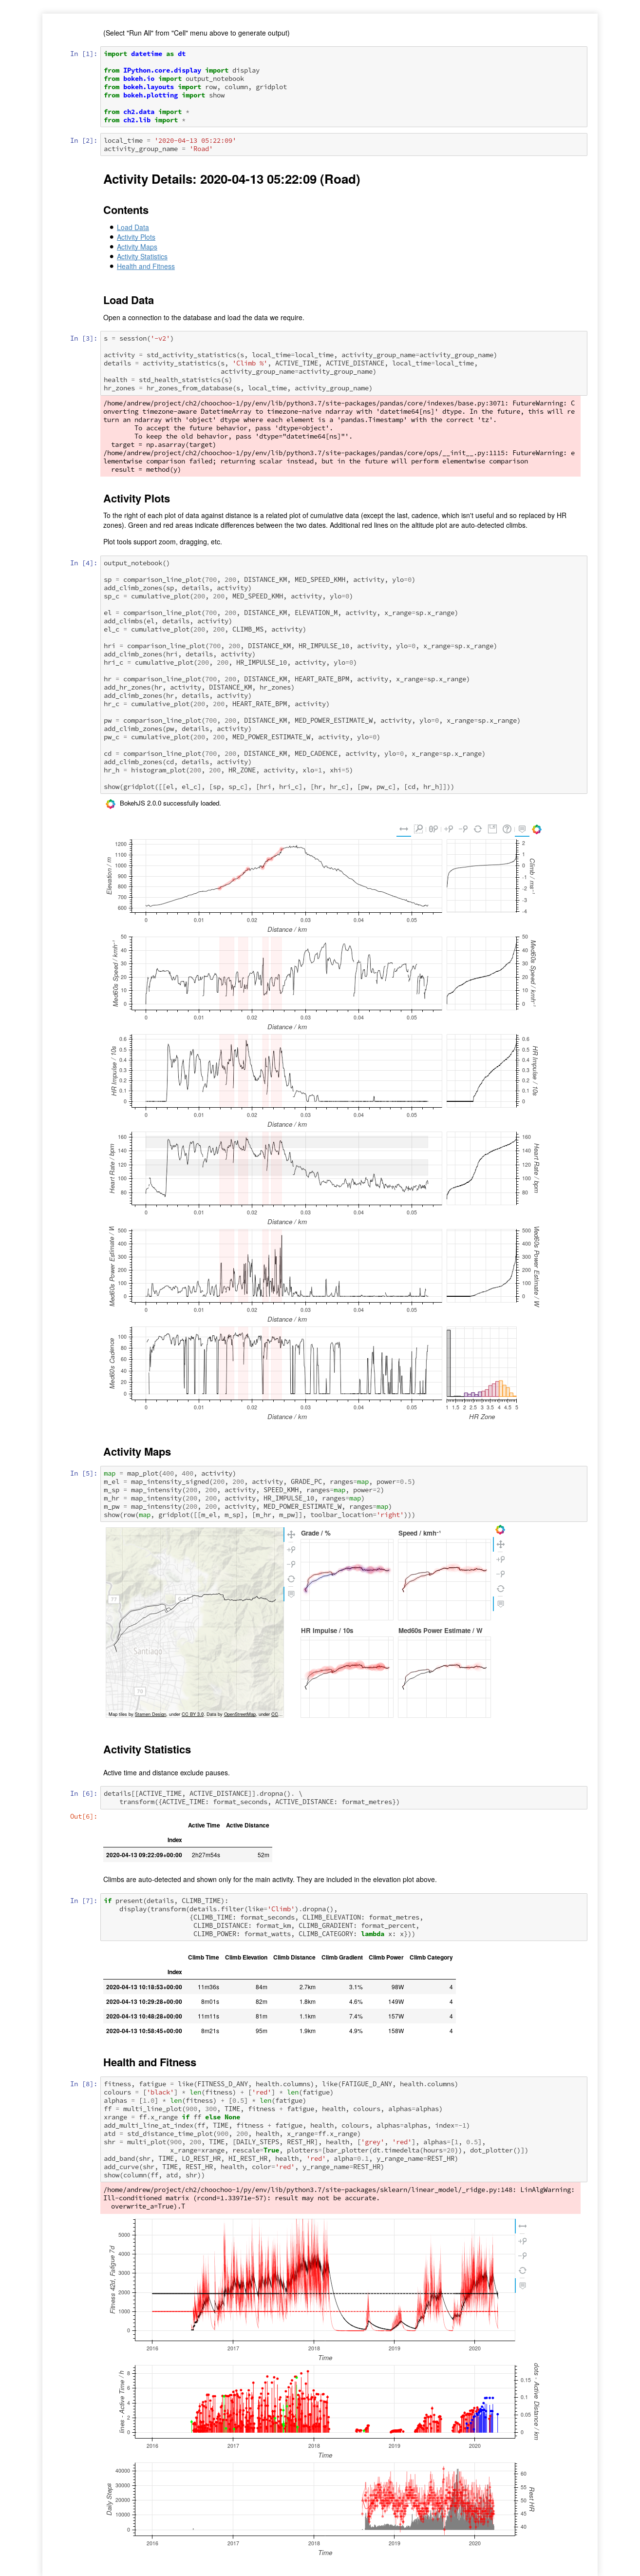 (Select "Run All" from "Cell" menu above to generate output)
In [1]: import datetime as dt
from IPython.core.display import display
from bokeh.io import output_notebook
from bokeh.layouts import row, column, gridplot
from bokeh.plotting import show
from ch2.data import *
from ch2.lib import *
In [2]: local_time = '2020-04-13 05:22:09'
activity_group_name = 'Road'
Activity Details: 2020-04-13 05:22:09 (Road)
Contents
Load Data
Activity Plots
Activity Maps
Activity Statistics
Health and Fitness
Load Data
Open a connection to the database and load the data we require.
In [3]: s = session('-v2')
activity = std_activity_statistics(s, local_time=local_time, activity_group_name=activity_group_name)
details = activity_statistics(s, 'Climb %', ACTIVE_TIME, ACTIVE_DISTANCE, local_time=local_time,
activity_group_name=activity_group_name)
health = std_health_statistics(s)
hr_zones = hr_zones_from_database(s, local_time, activity_group_name)
/home/andrew/project/ch2/choochoo-1/py/env/lib/python3.7/site-packages/pandas/core/indexes/base.py:3071: FutureWarning: C
onverting timezone-aware DatetimeArray to timezone-naive ndarray with 'datetime64[ns]' dtype. In the future, this will re
turn an ndarray with 'object' dtype where each element is a 'pandas.Timestamp' with the correct 'tz'.
To accept the future behavior, pass 'dtype=object'.
To keep the old behavior, pass 'dtype="datetime64[ns]"'.
target = np.asarray(target)
/home/andrew/project/ch2/choochoo-1/py/env/lib/python3.7/site-packages/pandas/core/ops/__init__.py:1115: FutureWarning: e
lementwise comparison failed; returning scalar instead, but in the future will perform elementwise comparison
result = method(y)
Activity Plots
To the right of each plot of data against distance is a related plot of cumulative data (except the last, cadence, which isn't useful and so replaced by HR
zones). Green and red areas indicate differences between the two dates. Additional red lines on the altitude plot are auto-detected climbs.
Plot tools support zoom, dragging, etc.
In [4]: output_notebook()
sp = comparison_line_plot(700, 200, DISTANCE_KM, MED_SPEED_KMH, activity, ylo=0)
add_climb_zones(sp, details, activity)
sp_c = cumulative_plot(200, 200, MED_SPEED_KMH, activity, ylo=0)
el = comparison_line_plot(700, 200, DISTANCE_KM, ELEVATION_M, activity, x_range=sp.x_range)
add_climbs(el, details, activity)
el_c = cumulative_plot(200, 200, CLIMB_MS, activity)
hri = comparison_line_plot(700, 200, DISTANCE_KM, HR_IMPULSE_10, activity, ylo=0, x_range=sp.x_range)
add_climb_zones(hri, details, activity)
hri_c = cumulative_plot(200, 200, HR_IMPULSE_10, activity, ylo=0)
hr = comparison_line_plot(700, 200, DISTANCE_KM, HEART_RATE_BPM, activity, x_range=sp.x_range)
add_hr_zones(hr, activity, DISTANCE_KM, hr_zones)
add_climb_zones(hr, details, activity)
hr_c = cumulative_plot(200, 200, HEART_RATE_BPM, activity)
pw = comparison_line_plot(700, 200, DISTANCE_KM, MED_POWER_ESTIMATE_W, activity, ylo=0, x_range=sp.x_range)
add_climb_zones(pw, details, activity)
pw_c = cumulative_plot(200, 200, MED_POWER_ESTIMATE_W, activity, ylo=0)
cd = comparison_line_plot(700, 200, DISTANCE_KM, MED_CADENCE, activity, ylo=0, x_range=sp.x_range)
add_climb_zones(cd, details, activity)
hr_h = histogram_plot(200, 200, HR_ZONE, activity, xlo=1, xhi=5)
show(gridplot([[el, el_c], [sp, sp_c], [hri, hri_c], [hr, hr_c], [pw, pw_c], [cd, hr_h]]))
BokehJS 2.0.0 successfully loaded.
Elevation / m
1200
1100
1000
900
800
700
600
0 0.01 0.02 0.03 0.04 0.05
Distance / km
2
1
0
-1
-2
-3
-4
Climb / ms⁻¹
Med60s Speed / kmh⁻¹
50
40
30
20
10
0
0 0.01 0.02 0.03 0.04 0.05
Distance / km
50
40
30
20
10
0
Med60s Speed / kmh⁻¹
HR Impulse / 10s
0.6
0.5
0.4
0.3
0.2
0.1
0
0 0.01 0.02 0.03 0.04 0.05
Distance / km
0.6
0.5
0.4
0.3
0.2
0.1
0
HR Impulse / 10s
Heart Rate / bpm
160
140
120
100
80
0 0.01 0.02 0.03 0.04 0.05
Distance / km
160
140
120
100
80
Heart Rate / bpm
Med60s Power Estimate / W
500
400
300
200
100
0
0 0.01 0.02 0.03 0.04 0.05
Distance / km
500
400
300
200
100
0
Med60s Power Estimate / W
Med60s Cadence
100
80
60
40
20
0
0 0.01 0.02 0.03 0.04 0.05
Distance / km
1 1.5 2 2.5 3 3.5 4 4.5 5
HR Zone
Activity Maps
In [5]: map = map_plot(400, 400, activity)
m_el = map_intensity_signed(200, 200, activity, GRADE_PC, ranges=map, power=0.5)
m_sp = map_intensity(200, 200, activity, SPEED_KMH, ranges=map, power=2)
m_hr = map_intensity(200, 200, activity, HR_IMPULSE_10, ranges=map)
m_pw = map_intensity(200, 200, activity, MED_POWER_ESTIMATE_W, ranges=map)
show(row(map, gridplot([[m_el, m_sp], [m_hr, m_pw]], toolbar_location='right')))
Grade / %
Speed / kmh⁻¹
HR Impulse / 10s
Med60s Power Estimate / W
77
Santiago
78
Map tiles by Stamen Design, under CC BY 3.0. Data by OpenStreetMap, under CC...
Activity Statistics
Active time and distance exclude pauses.
In [6]: details[[ACTIVE_TIME, ACTIVE_DISTANCE]].dropna(). \
transform({ACTIVE_TIME: format_seconds, ACTIVE_DISTANCE: format_metres})
Out[6]:
Active Time Active Distance
Index
2020-04-13 09:22:09+00:00 2h27m54s 52m
Climbs are auto-detected and shown only for the main activity. They are included in the elevation plot above.
In [7]: if present(details, CLIMB_TIME):
display(transform(details.filter(like='Climb').dropna(),
{CLIMB_TIME: format_seconds, CLIMB_ELEVATION: format_metres,
CLIMB_DISTANCE: format_km, CLIMB_GRADIENT: format_percent,
CLIMB_POWER: format_watts, CLIMB_CATEGORY: lambda x: x}))
Climb Time Climb Elevation Climb Distance Climb Gradient Climb Power Climb Category
Index
2020-04-13 10:18:53+00:00 11m36s 84m 2.7km 3.1% 98W 4
2020-04-13 10:29:28+00:00 8m01s 82m 1.8km 4.6% 149W 4
2020-04-13 10:48:28+00:00 11m11s 81m 1.1km 7.4% 157W 4
2020-04-13 10:58:45+00:00 8m21s 95m 1.9km 4.9% 158W 4
Health and Fitness
In [8]: fitness, fatigue = like(FITNESS_D_ANY, health.columns), like(FATIGUE_D_ANY, health.columns)
colours = ['black'] * len(fitness) + ['red'] * len(fatigue)
alphas = [1.0] * len(fitness) + [0.5] * len(fatigue)
ff = multi_line_plot(900, 300, TIME, fitness + fatigue, health, colours, alphas=alphas)
xrange = ff.x_range if ff else None
add_multi_line_at_index(ff, TIME, fitness + fatigue, health, colours, alphas=alphas, index=-1)
atd = std_distance_time_plot(900, 200, health, x_range=ff.x_range)
shr = multi_plot(900, 200, TIME, [DAILY_STEPS, REST_HR], health, ['grey', 'red'], alphas=[1, 0.5],
x_range=xrange, rescale=True, plotters=[bar_plotter(dt.timedelta(hours=20)), dot_plotter()])
add_band(shr, TIME, LO_REST_HR, HI_REST_HR, health, 'red', alpha=0.1, y_range_name=REST_HR)
add_curve(shr, TIME, REST_HR, health, color='red', y_range_name=REST_HR)
show(column(ff, atd, shr))
/home/andrew/project/ch2/choochoo-1/py/env/lib/python3.7/site-packages/sklearn/linear_model/_ridge.py:148: LinAlgWarning:
Ill-conditioned matrix (rcond=1.33971e-57): result may not be accurate.
overwrite_a=True).T
Fitness 42d, Fatigue 7d
5000
4000
3000
2000
1000
0
2016 2017 2018 2019 2020
Time
lines - Active Time / h
8
6
4
2
0
2016 2017 2018 2019 2020
Time
0.15
0.1
0.05
0
dots - Active Distance / km
Daily Steps
40000
30000
20000
10000
0
2016 2017 2018 2019 2020
Time
60
55
50
45
40
Rest HR